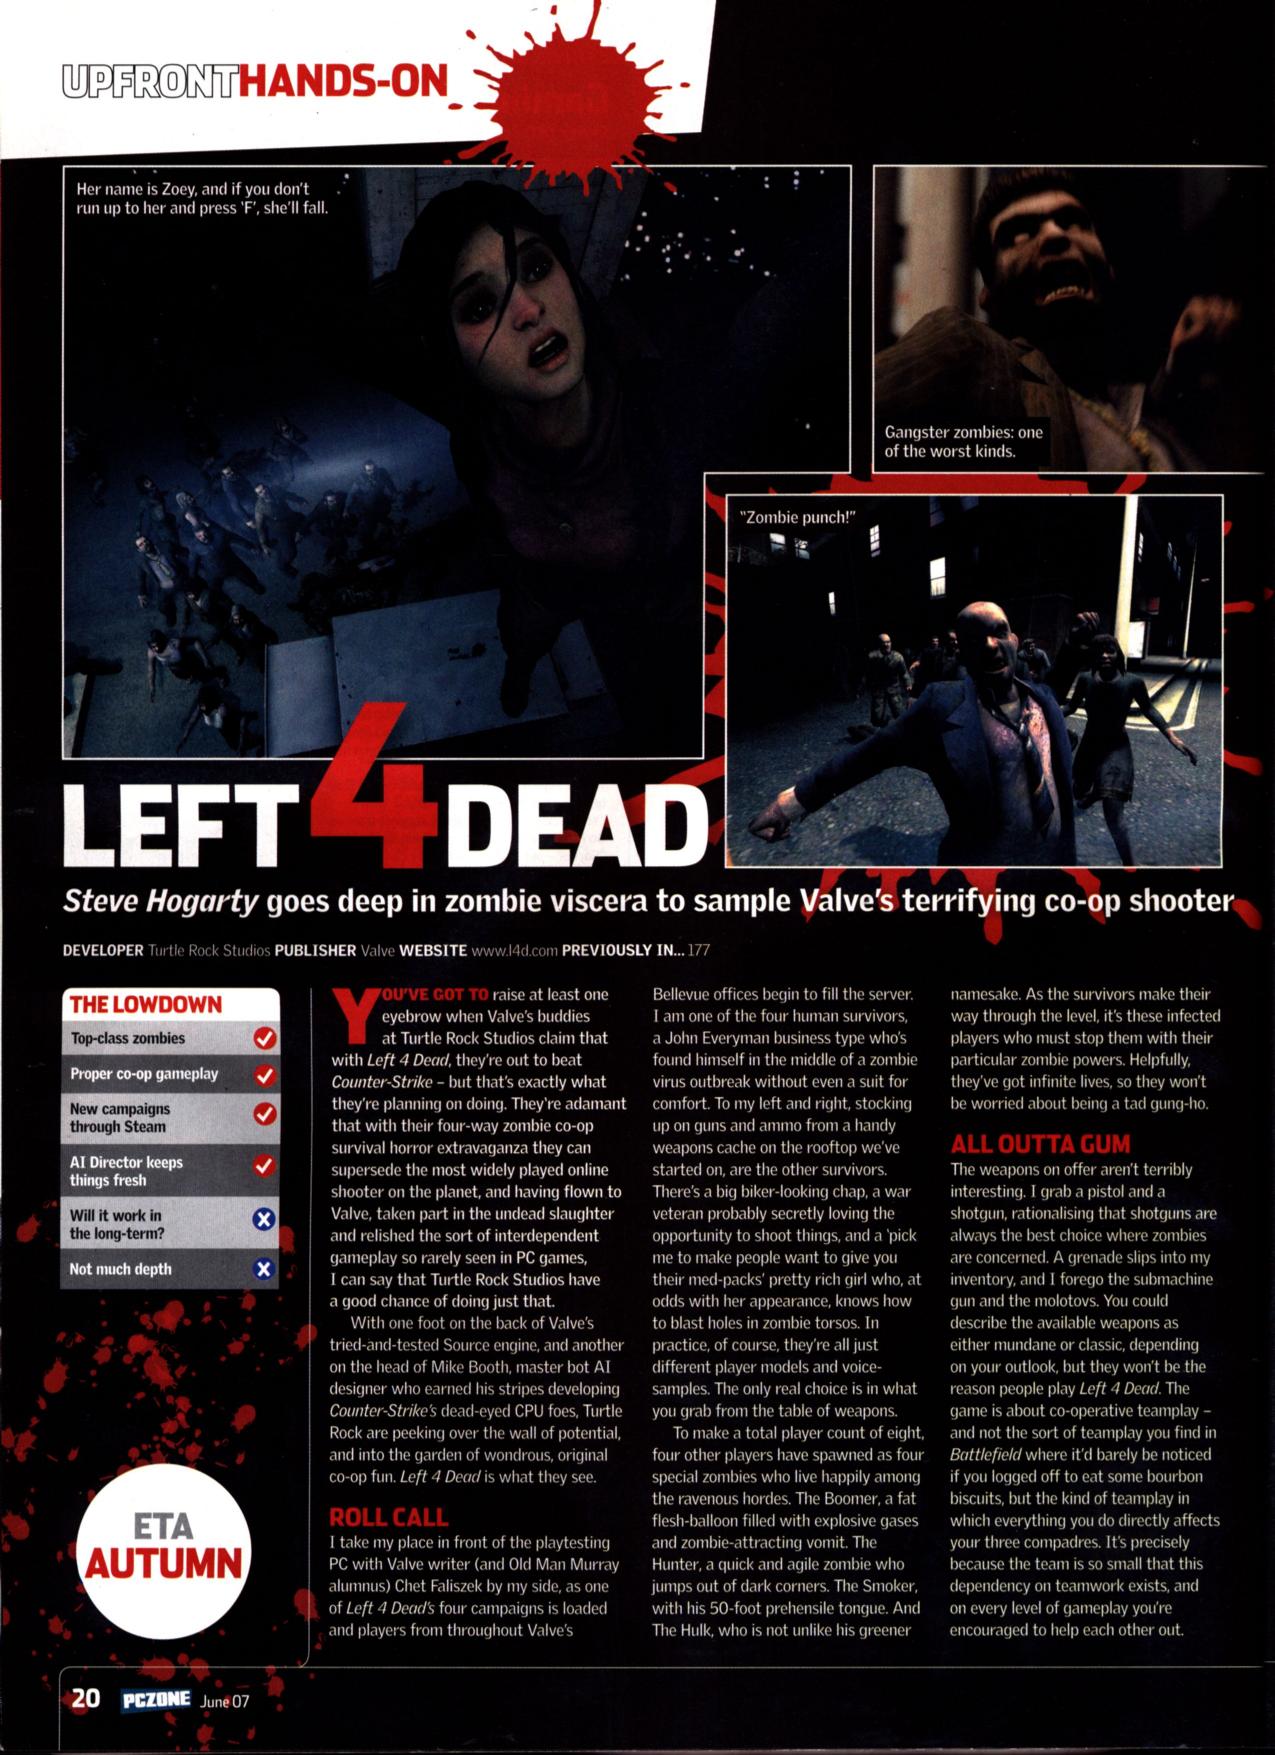 UPFRONTHANDS-ON
Her name is Zoey, and if you don't
run up to her and press 'F', she'll fall.
Gangster zombies: one
of the worst kinds.
"Zombie punch!"
LEFT 4 DEAD
Steve Hogarty goes deep in zombie viscera to sample Valve's terrifying co-op shooter
DEVELOPER Turtle Rock Studios PUBLISHER Valve WEBSITE www.l4d.com PREVIOUSLY IN... 177
THE LOWDOWN
Top-class zombies
Proper co-op gameplay
New campaigns
through Steam
AI Director keeps
things fresh
Will it work in
the long-term?
Not much depth
ETA
AUTUMN
YOU'VE GOT TO raise at least one
eyebrow when Valve's buddies
at Turtle Rock Studios claim that
with Left 4 Dead, they're out to beat
Counter-Strike – but that's exactly what
they're planning on doing. They're adamant
that with their four-way zombie co-op
survival horror extravaganza they can
supersede the most widely played online
shooter on the planet, and having flown to
Valve, taken part in the undead slaughter
and relished the sort of interdependent
gameplay so rarely seen in PC games,
I can say that Turtle Rock Studios have
a good chance of doing just that.
With one foot on the back of Valve's
tried-and-tested Source engine, and another
on the head of Mike Booth, master bot AI
designer who earned his stripes developing
Counter-Strike's dead-eyed CPU foes, Turtle
Rock are peeking over the wall of potential,
and into the garden of wondrous, original
co-op fun. Left 4 Dead is what they see.
ROLL CALL
I take my place in front of the playtesting
PC with Valve writer (and Old Man Murray
alumnus) Chet Faliszek by my side, as one
of Left 4 Dead's four campaigns is loaded
and players from throughout Valve's
Bellevue offices begin to fill the server.
I am one of the four human survivors,
a John Everyman business type who's
found himself in the middle of a zombie
virus outbreak without even a suit for
comfort. To my left and right, stocking
up on guns and ammo from a handy
weapons cache on the rooftop we've
started on, are the other survivors.
There's a big biker-looking chap, a war
veteran probably secretly loving the
opportunity to shoot things, and a 'pick
me to make people want to give you
their med-packs' pretty rich girl who, at
odds with her appearance, knows how
to blast holes in zombie torsos. In
practice, of course, they're all just
different player models and voice-
samples. The only real choice is in what
you grab from the table of weapons.
To make a total player count of eight,
four other players have spawned as four
special zombies who live happily among
the ravenous hordes. The Boomer, a fat
flesh-balloon filled with explosive gases
and zombie-attracting vomit. The
Hunter, a quick and agile zombie who
jumps out of dark corners. The Smoker,
with his 50-foot prehensile tongue. And
The Hulk, who is not unlike his greener
namesake. As the survivors make their
way through the level, it's these infected
players who must stop them with their
particular zombie powers. Helpfully,
they've got infinite lives, so they won't
be worried about being a tad gung-ho.
ALL OUTTA GUM
The weapons on offer aren't terribly
interesting. I grab a pistol and a
shotgun, rationalising that shotguns are
always the best choice where zombies
are concerned. A grenade slips into my
inventory, and I forego the submachine
gun and the molotovs. You could
describe the available weapons as
either mundane or classic, depending
on your outlook, but they won't be the
reason people play Left 4 Dead. The
game is about co-operative teamplay –
and not the sort of teamplay you find in
Battlefield where it'd barely be noticed
if you logged off to eat some bourbon
biscuits, but the kind of teamplay in
which everything you do directly affects
your three compadres. It's precisely
because the team is so small that this
dependency on teamwork exists, and
on every level of gameplay you're
encouraged to help each other out.
20 PCZONE June 07